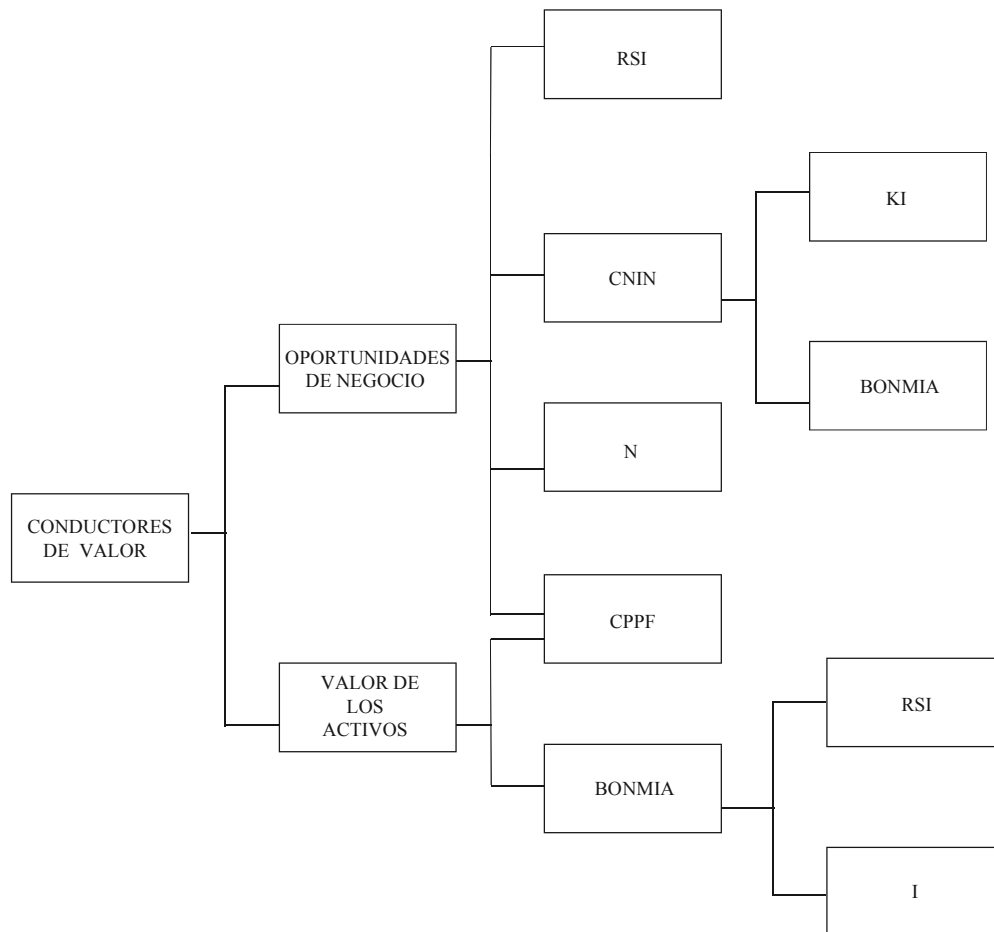 RSI
KI
CNIN
OPORTUNIDADES
DE NEGOCIO
BONMIA
N
CONDUCTORES
DE VALOR
CPPF
VALOR DE
LOS
ACTIVOS
RSI
BONMIA
I